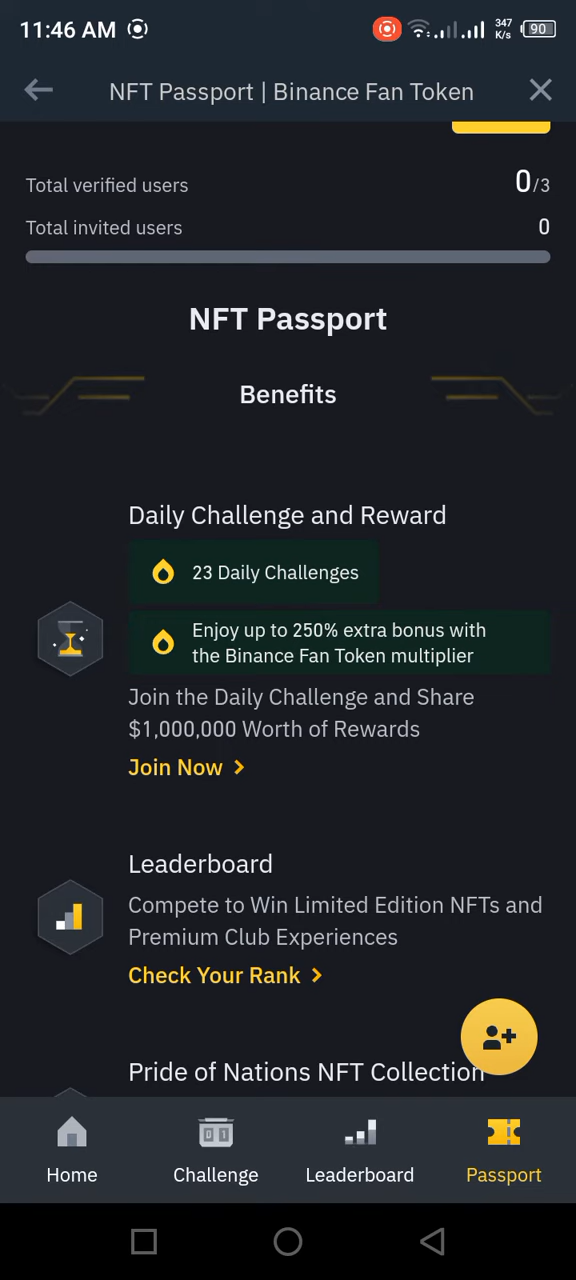 11:46 AM
347
K/s
90
NFT Passport | Binance Fan Token
Total verified users
0/3
Total invited users
0
NFT Passport
Benefits
Daily Challenge and Reward
23 Daily Challenges
Enjoy up to 250% extra bonus with
the Binance Fan Token multiplier
Join the Daily Challenge and Share
$1,000,000 Worth of Rewards
Join Now
Leaderboard
Compete to Win Limited Edition NFTs and
Premium Club Experiences
Check Your Rank
Pride of Nations NFT Collection
0 1
Home
Challenge
Leaderboard
Passport